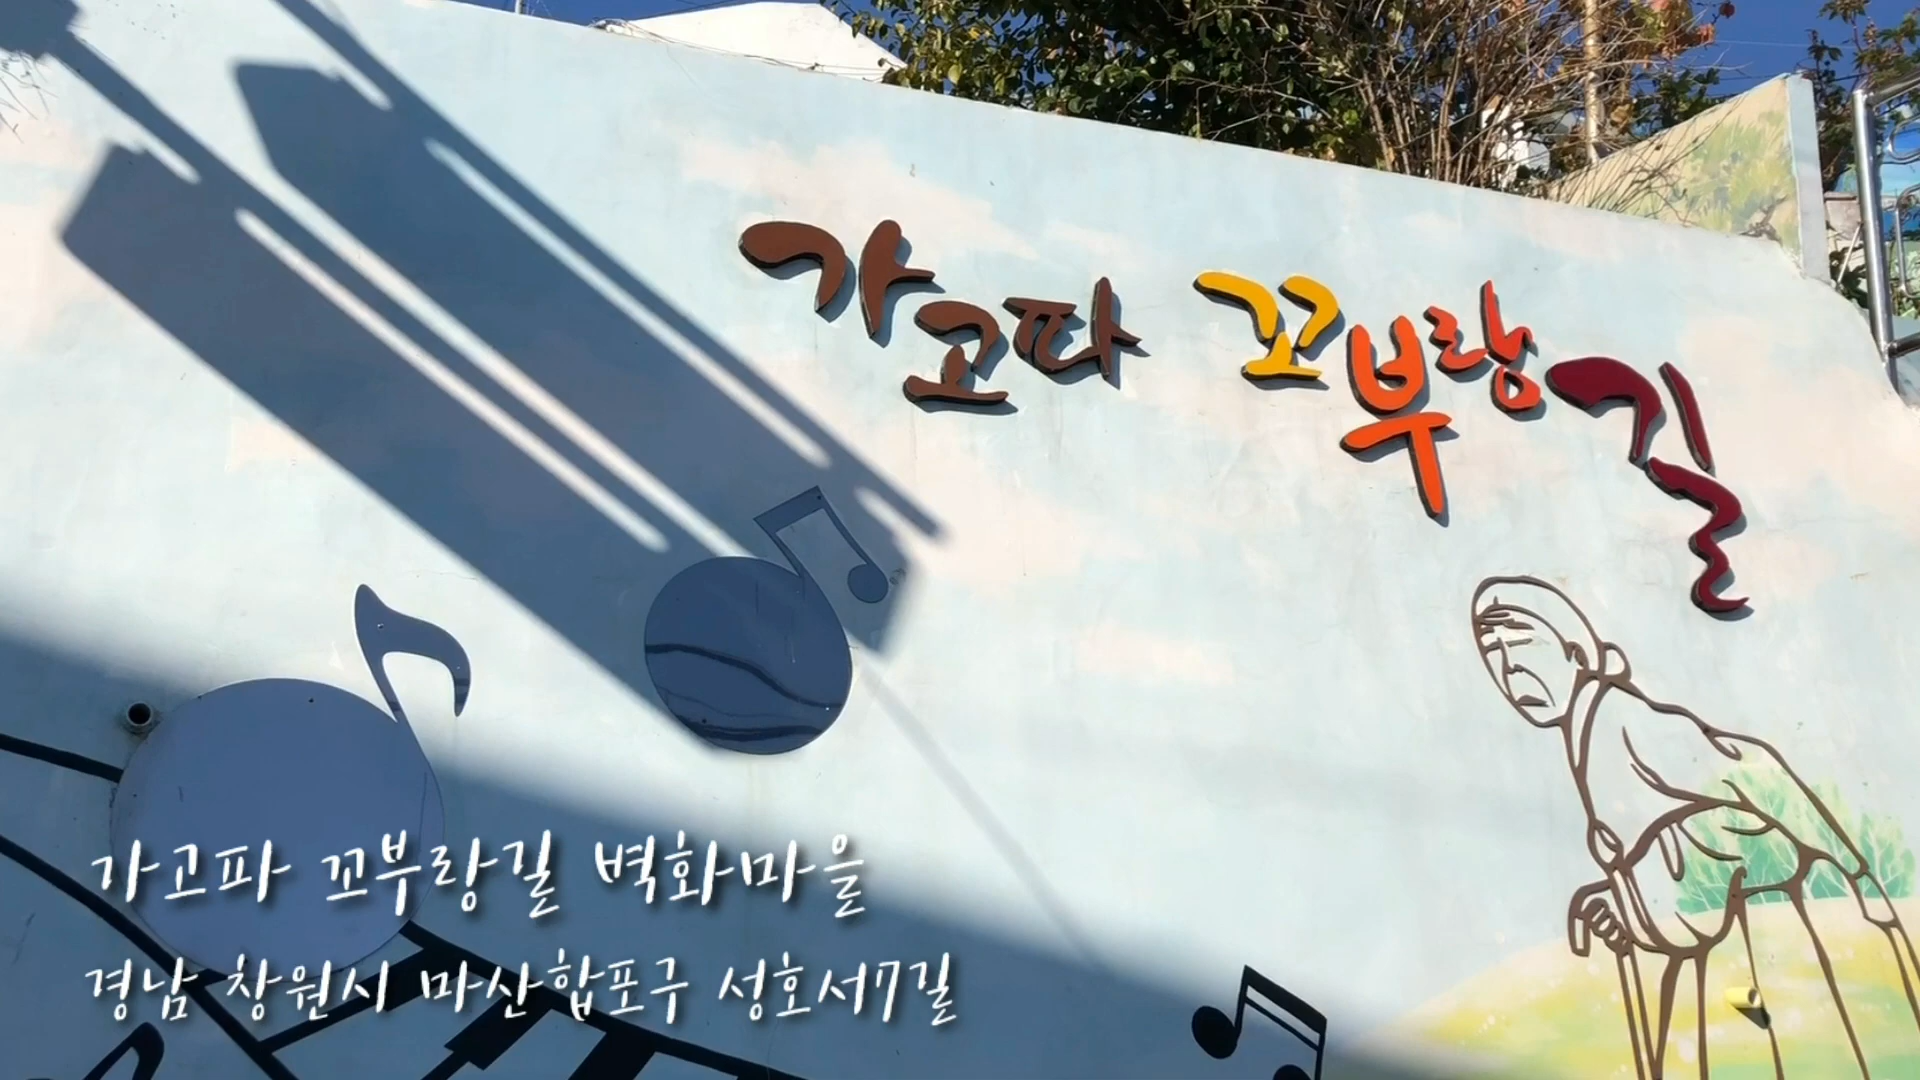 가고파 꼬부랑길
가고파 꼬부랑길 벽화마을
경남 창원시 마산합포구 성호서7길